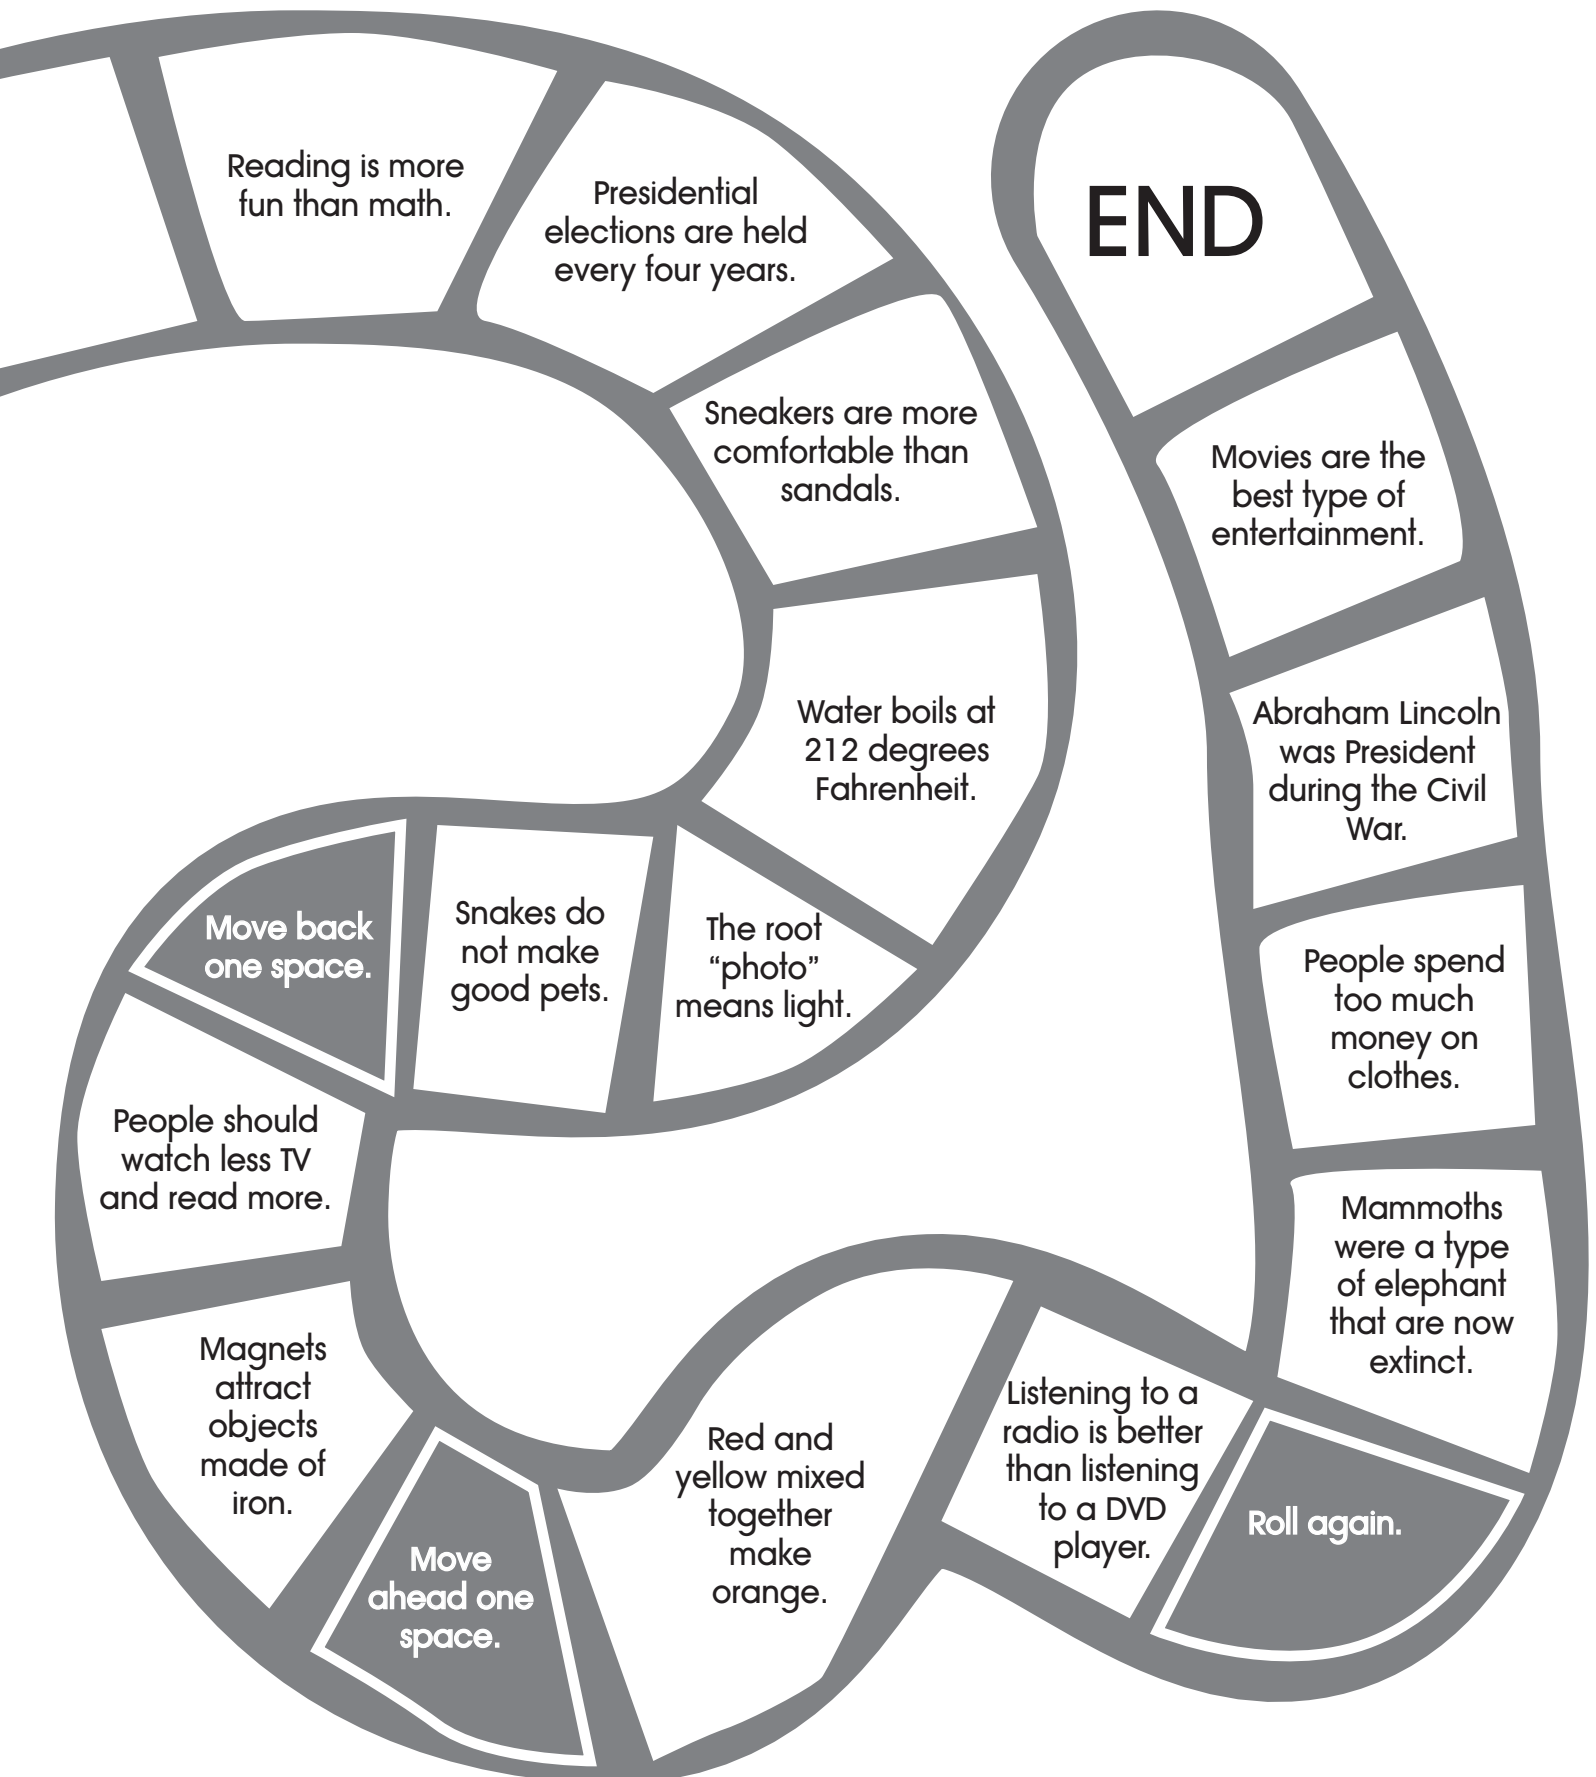 Reading is more
fun than math.
Presidential
elections are held
every four years.
Sneakers are more
comfortable than
sandals.
Water boils at
212 degrees
Fahrenheit.
The root
“photo”
means light.
Snakes do
not make
good pets.
Move back
one space.
People should
watch less TV
and read more.
Magnets
attract
objects
made of
iron.
Move
ahead one
space.
Red and
yellow mixed
together
make
orange.
Listening to a
radio is better
than listening
to a DVD
player.
Roll again.
Mammoths
were a type
of elephant
that are now
extinct.
People spend
too much
money on
clothes.
Abraham Lincoln
was President
during the Civil
War.
Movies are the
best type of
entertainment.
END